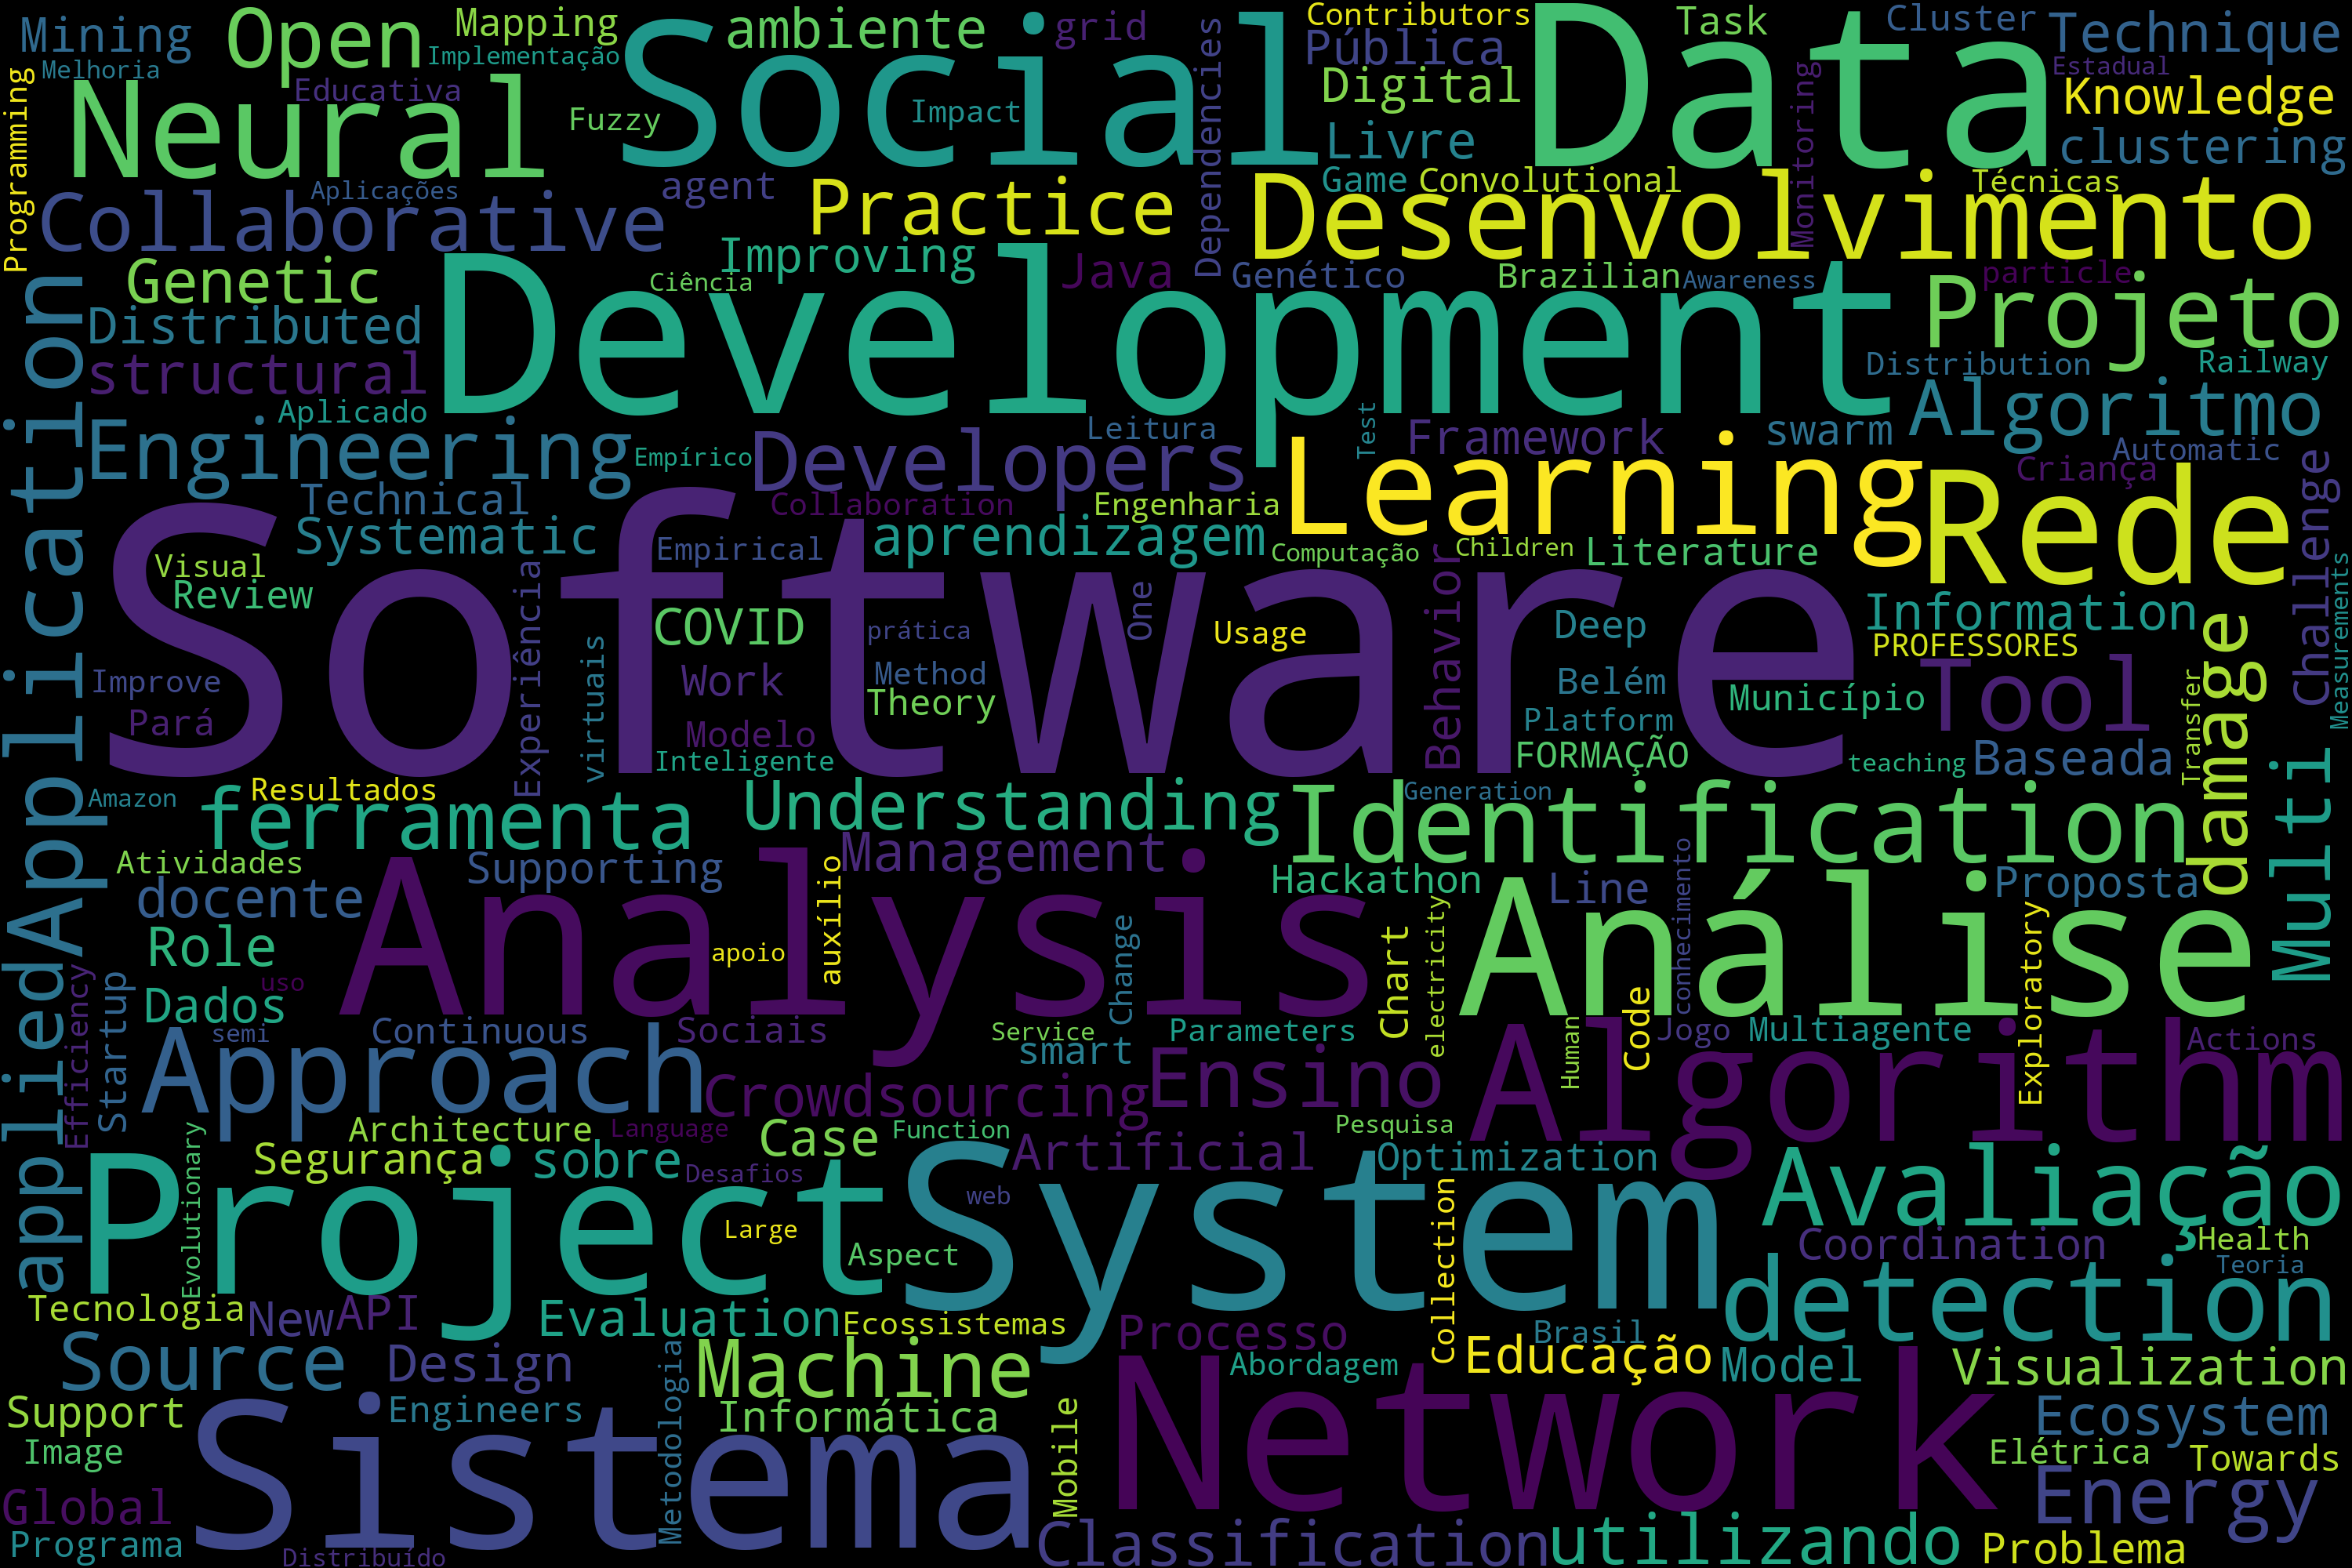 Mining
Open
Mapping
Implementação
Social
ambiente
grid
Dependencies
Contributors
Pública
Data
Task
Cluster
Technique
Melhoria
Programming
Neural
Educativa
Fuzzy
Impact
Digital
Livre
Monitoring
Estadual
Knowledge
clustering
Collaborative
Aplicações
agent
Practice
Game
Convolutional
Técnicas
Desenvolvimento
Application
Genetic
Improving
Ciência
Java
Genético
Brazilian
Awareness
particle
Projeto
Distributed
Development
structural
Distribution
Railway
Aplicado
Engineering
Empírico
Developers
Leitura
Test
Framework
swarm
Algoritmo
Automatic
Learning
Criança
Challenge
Rede
Technical
Collaboration
Engenharia
Systematic
Software
Empirical
aprendizagem
Computação
Children
Literature
Visual
Review
Experiência
virtuais
COVID
prática
One
Usage
Behavior
Deep
Information
PROFESSORES
damage
Measurements
Improve
Pará
Work
Method
Theory
Modelo
Inteligente
Belém
Platform
Município
Tool
FORMAÇÃO
teaching
Baseada
Transfer
Multi
Amazon
Resultados
ferramenta
Understanding
Generation
Identification
Atividades
docente
Supporting
Management
Hackathon
Line
conhecimento
Proposta
Analysis
Análise
Role
apoio
auxílio
Change
Chart
electricity
Exploratory
Dados
uso
applied
Efficiency
Startup
semi
Continuous
Sociais
Service
smart
Parameters
Human
Code
Jogo
Multiagente
Actions
Approach
Crowdsourcing
Ensino
Algorithm
Architecture
Language
Case
Function
Pesquisa
Evolutionary
Segurança
sobre
Desafios
Artificial
Optimization
Avaliação
Project
Large
web
System
Aspect
Collection
Coordination
Health
Teoria
Tecnologia
New
API
Evaluation
Ecossistemas
Processo
Brasil
detection
Source
Design
Metodologia
Machine
Abordagem
Educação
Model
Visualization
Support
Engineers
Informática
Mobile
Network
Ecosystem
Image
Sistema
Elétrica
Towards
Global
Energy
Programa
Distribuído
Classification
utilizando
Problema